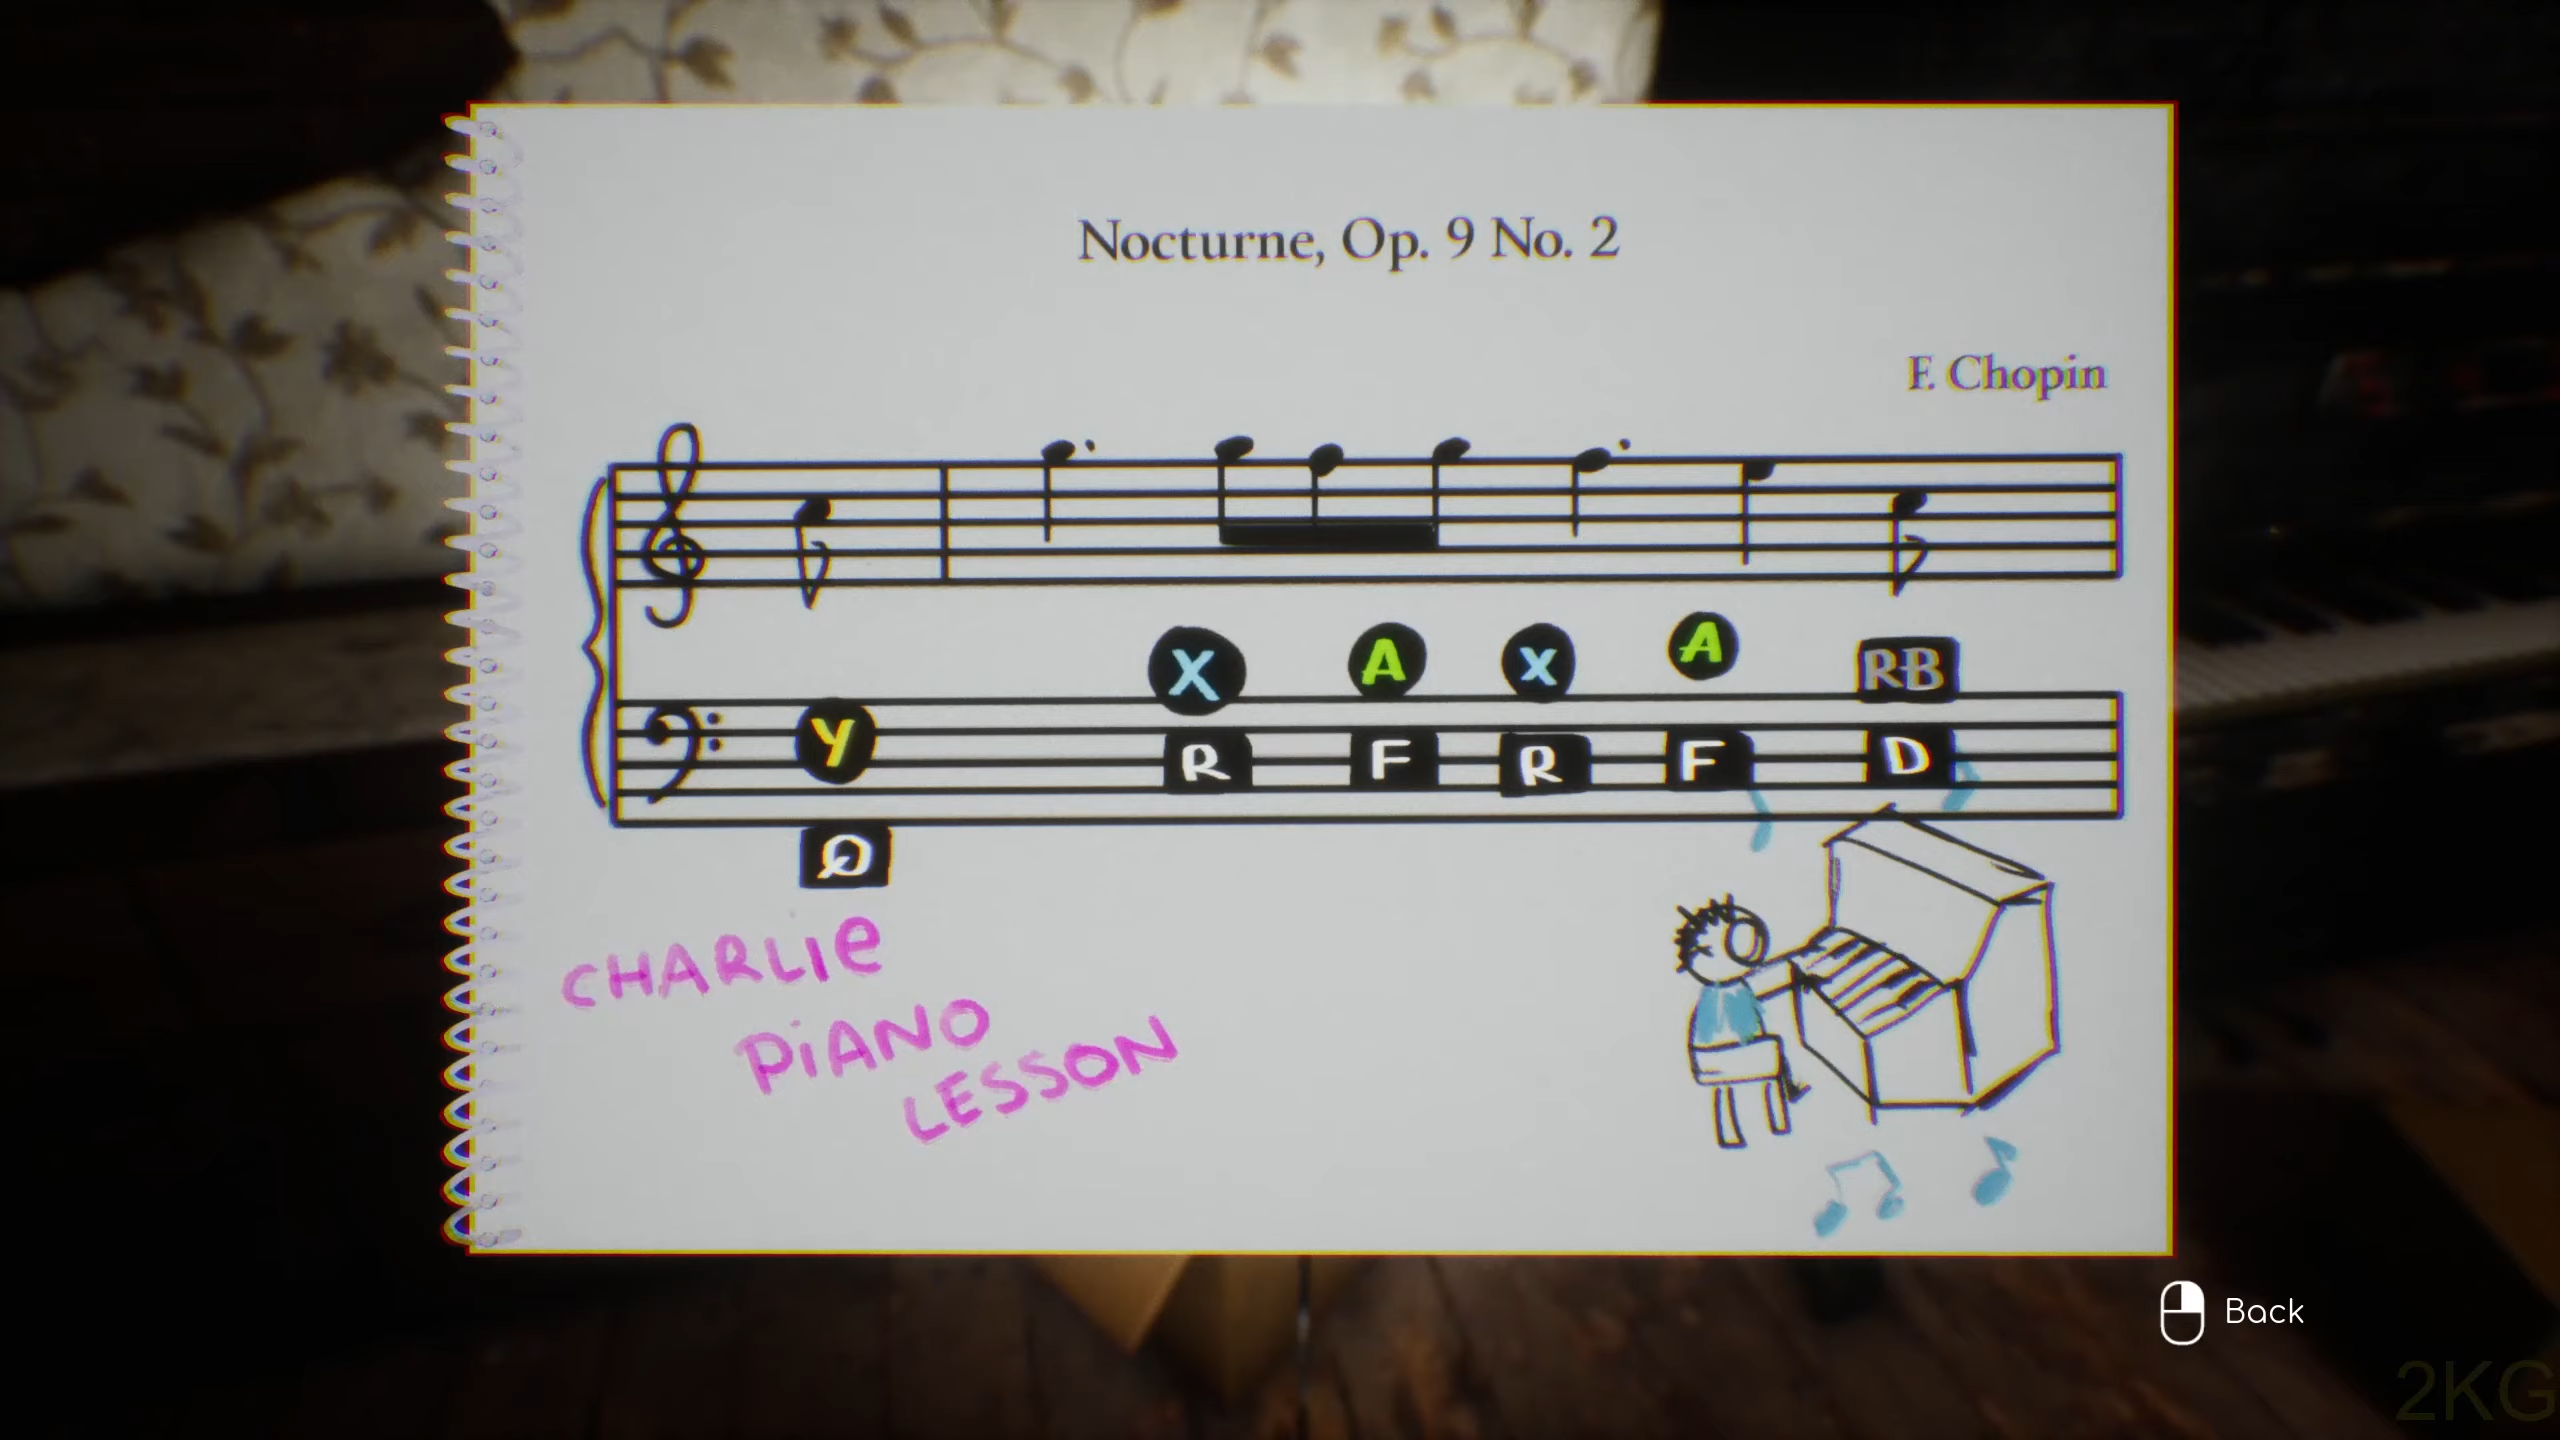 Nocturne, Op. 9 No. 2
F. Chopin
X A X A RB
Y R F R F D
Q
CHARLIE
PIANO
LESSON
Back
2KG